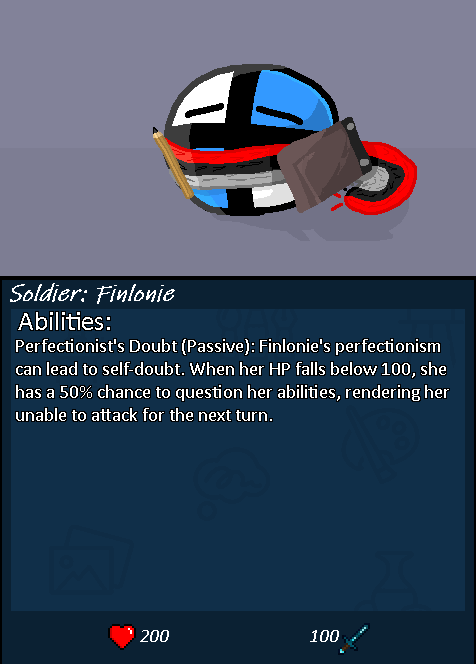 Soldier: Finlonie
Abilities:
Perfectionist's Doubt (Passive): Finlonie's perfectionism
can lead to self-doubt. When her HP falls below 100, she
has a 50% chance to question her abilities, rendering her
unable to attack for the next turn.
200
100